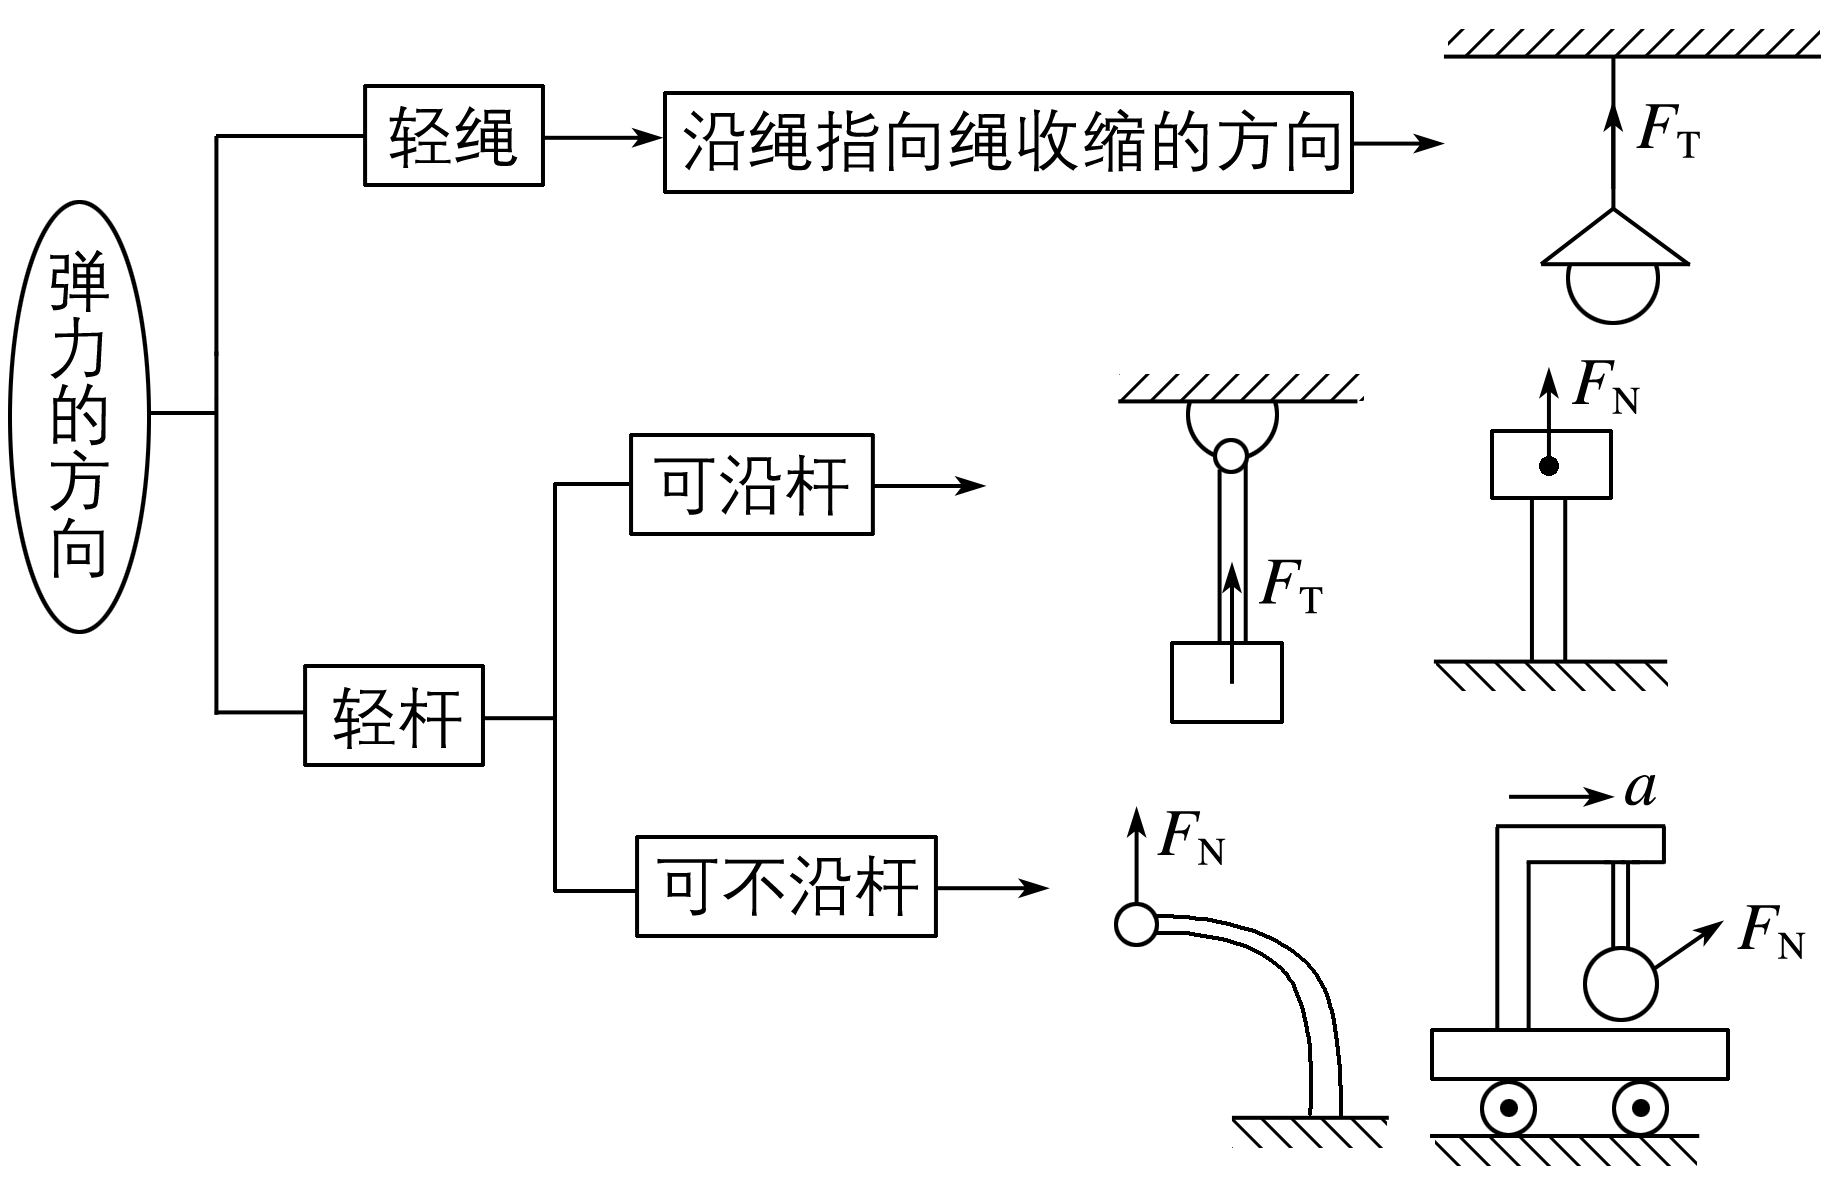 弹力的方向
轻绳
沿绳指向绳收缩的方向
F_T
轻杆
可沿杆
F_T
F_N
可不沿杆
F_N
a
F_N